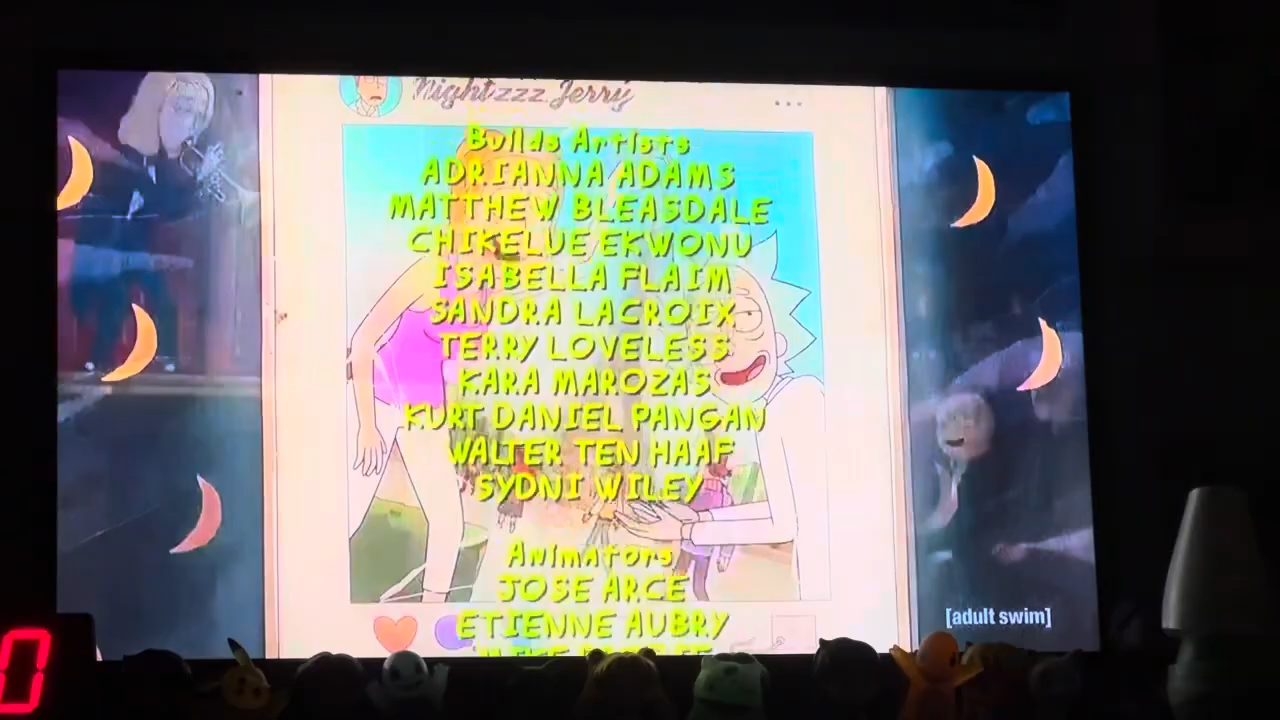 Nightzzz Jerry
Builds Artists
ADRIANNA ADAMS
MATTHEW BLEASDALE
CHIKELUE EKWONU
ISABELLA FLAIM
SANDRA LACROIX
TERRY LOVELESS
KARA MAROZAS
KURT DANIEL PANGAN
WALTER TEN HAAF
SYDNI WILEY
Animators
JOSE ARCE
ETIENNE AUBRY
[adult swim]
0